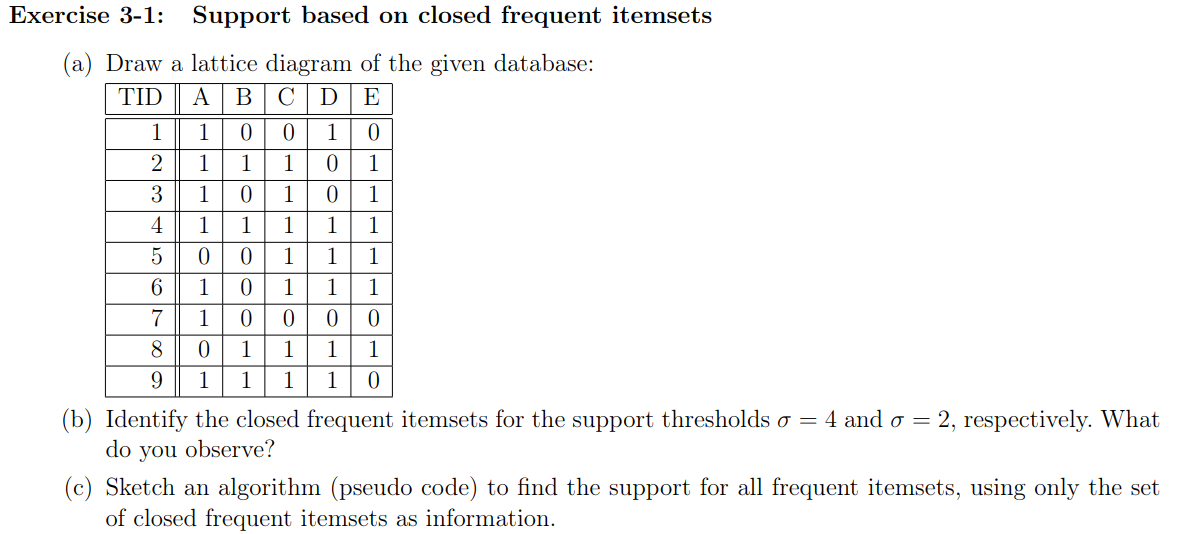 Exercise 3-1: Support based on closed frequent itemsets
(a) Draw a lattice diagram of the given database:
TID A B C D E
1 1 0 0 1 0
2 1 1 1 0 1
3 1 0 1 0 1
4 1 1 1 1 1
5 0 0 1 1 1
6 1 0 1 1 1
7 1 0 0 0 0
8 0 1 1 1 1
9 1 1 1 1 0
(b) Identify the closed frequent itemsets for the support thresholds σ = 4 and σ = 2, respectively. What
do you observe?
(c) Sketch an algorithm (pseudo code) to find the support for all frequent itemsets, using only the set
of closed frequent itemsets as information.